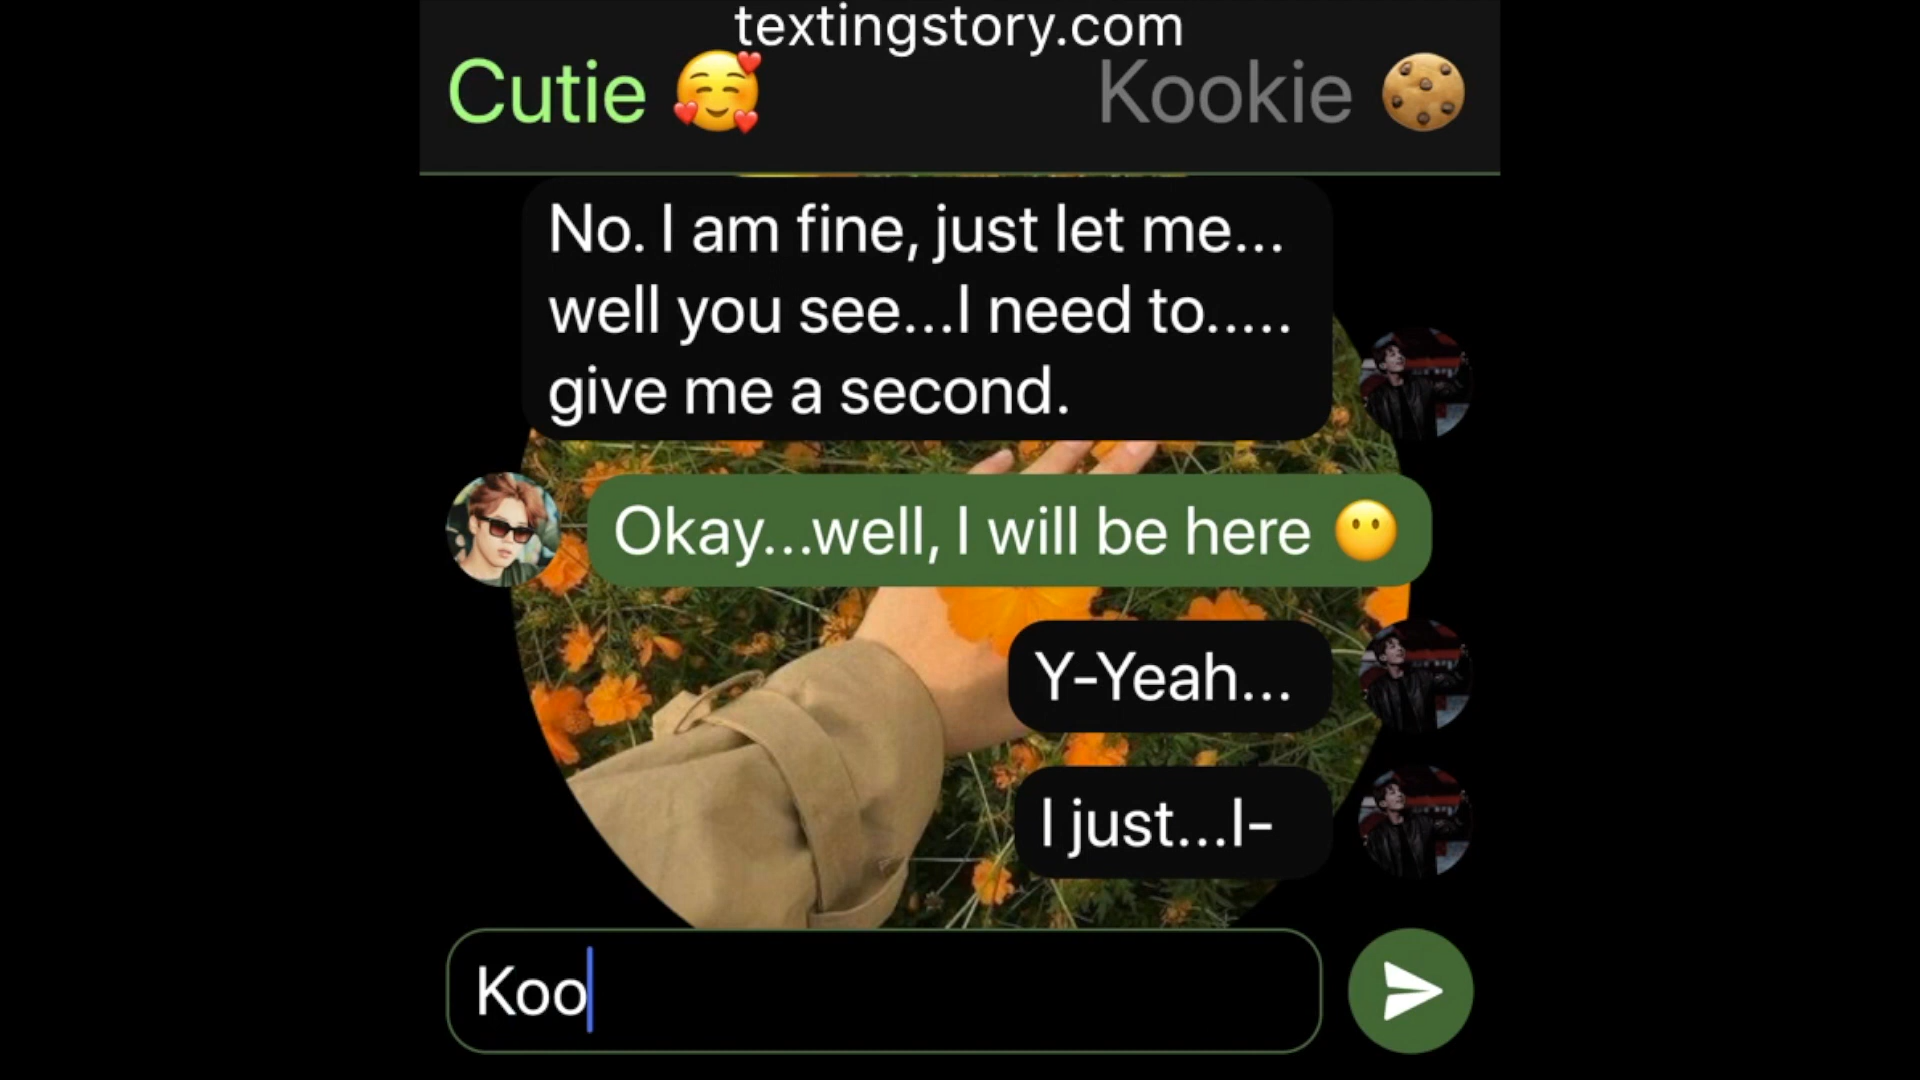 textingstory.com
Cutie 🥰 Kookie 🍪
No. I am fine, just let me...
well you see...I need to.....
give me a second.
Okay...well, I will be here 😶
Y-Yeah...
I just...I-
Koo